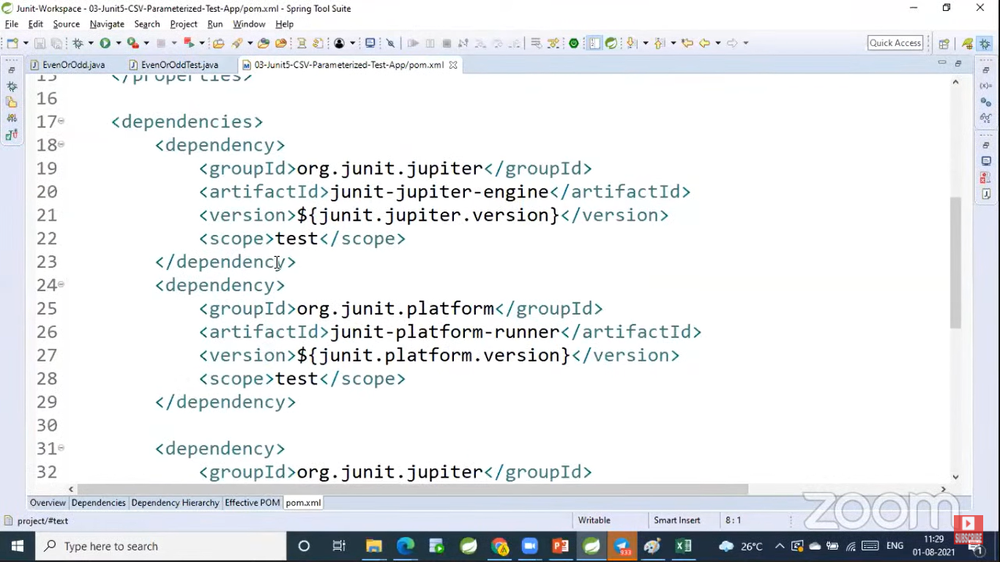 Junit-Workspace - 03-Junit5-CSV-Parameterized-Test-App/pom.xml - Spring Tool Suite
File Edit Source Navigate Search Project Run Window Help
Quick Access
EvenOrOdd.java EvenOrOddTest.java 03-Junit5-CSV-Parameterized-Test-App/pom.xml
15 </properties>
16
17 <dependencies>
18 <dependency>
19 <groupId>org.junit.jupiter</groupId>
20 <artifactId>junit-jupiter-engine</artifactId>
21 <version>${junit.jupiter.version}</version>
22 <scope>test</scope>
23 </dependency>
24 <dependency>
25 <groupId>org.junit.platform</groupId>
26 <artifactId>junit-platform-runner</artifactId>
27 <version>${junit.platform.version}</version>
28 <scope>test</scope>
29 </dependency>
30
31 <dependency>
32 <groupId>org.junit.jupiter</groupId>
Overview Dependencies Dependency Hierarchy Effective POM pom.xml
zoom
project/#text Writable Smart Insert 8 : 1
SUBSCRIBE
Type here to search 933 26°C ENG 11:29
01-08-2021 1